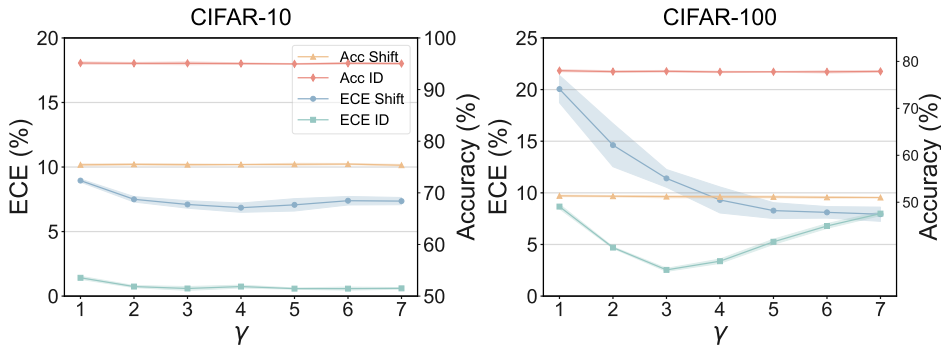 CIFAR-10
20
15
10
5
0
ECE (%)
1 2 3 4 5 6 7
γ
100
90
80
70
60
50
Accuracy (%)
Acc Shift
Acc ID
ECE Shift
ECE ID
CIFAR-100
25
20
15
10
5
0
ECE (%)
1 2 3 4 5 6 7
γ
80
70
60
50
Accuracy (%)